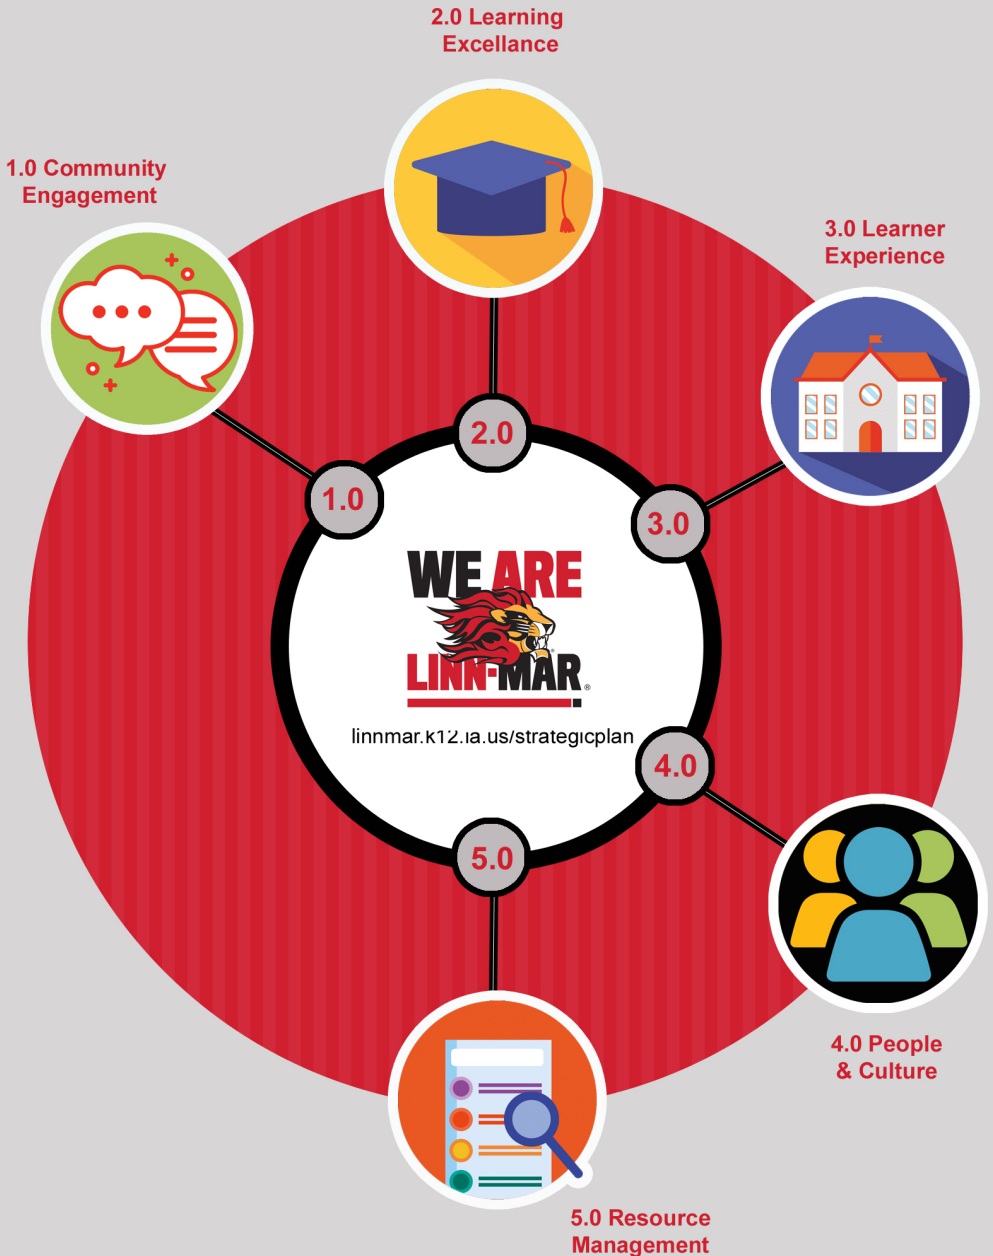 2.0 Learning
Excellance
1.0 Community
Engagement
3.0 Learner
Experience
2.0
1.0
3.0
WE ARE
LINN-MAR®
linnmar.k12.ia.us/strategicplan
4.0
5.0
4.0 People
& Culture
5.0 Resource
Management